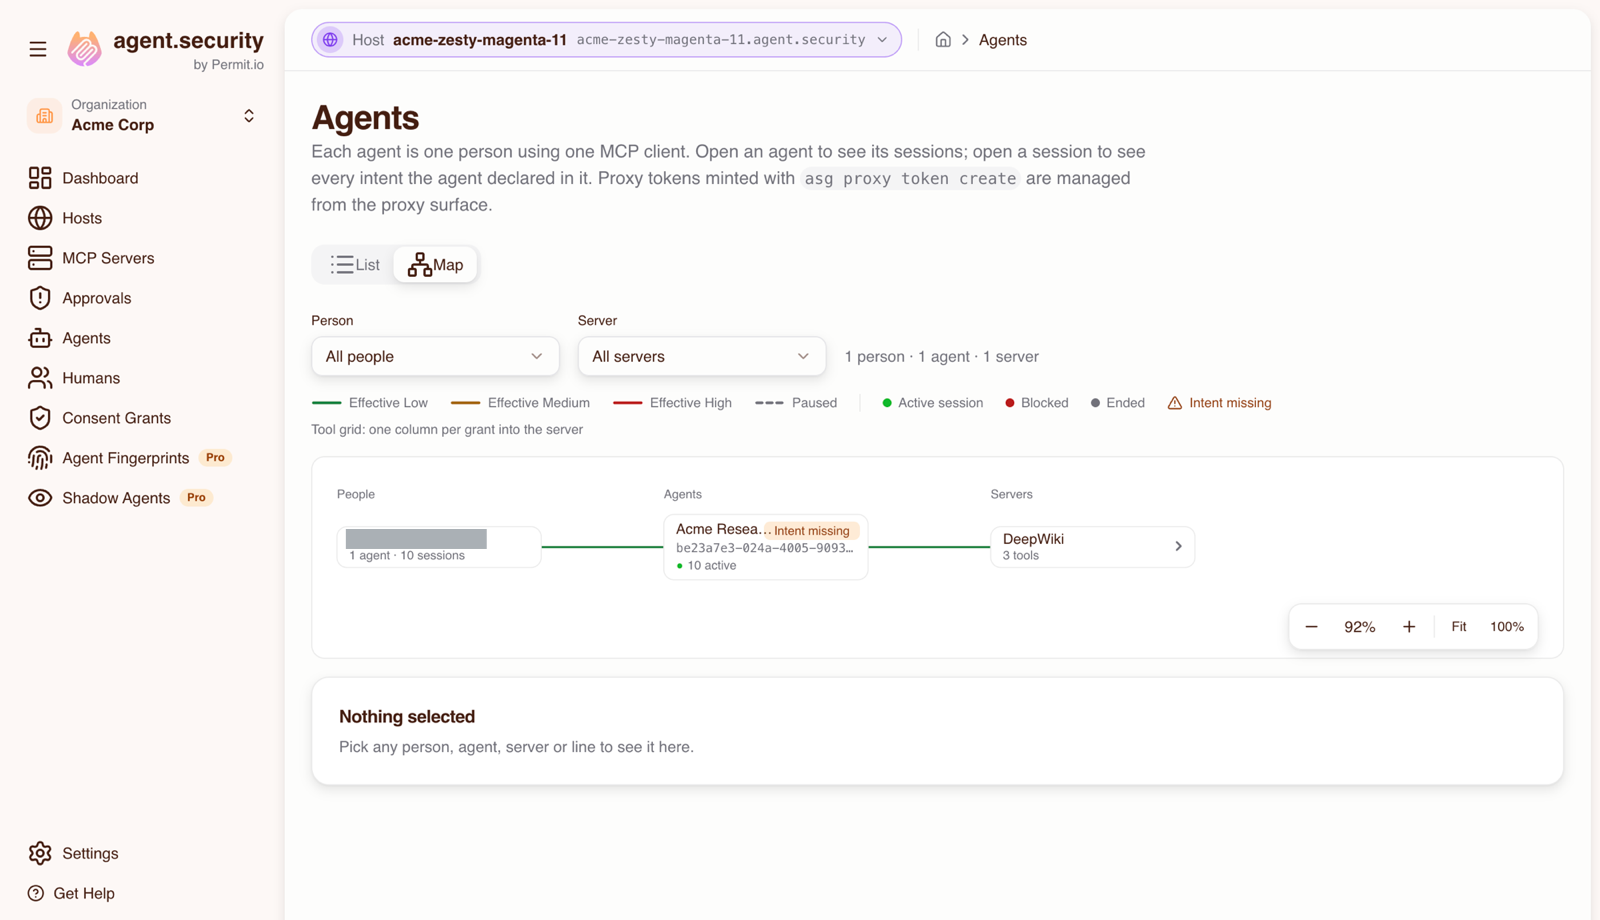 agent.security
by Permit.io
Organization
Acme Corp
Dashboard
Hosts
MCP Servers
Approvals
Agents
Humans
Consent Grants
Agent Fingerprints Pro
Shadow Agents Pro
Settings
Get Help
Host acme-zesty-magenta-11 acme-zesty-magenta-11.agent.security
Agents
Agents
Each agent is one person using one MCP client. Open an agent to see its sessions; open a session to see
every intent the agent declared in it. Proxy tokens minted with asg proxy token create are managed
from the proxy surface.
List Map
Person Server
All people All servers 1 person · 1 agent · 1 server
Effective Low Effective Medium Effective High Paused Active session Blocked Ended Intent missing
Tool grid: one column per grant into the server
People Agents Servers
1 agent · 10 sessions
Acme Resea… Intent missing
be23a7e3-024a-4005-9093…
10 active
DeepWiki
3 tools
92% Fit 100%
Nothing selected
Pick any person, agent, server or line to see it here.